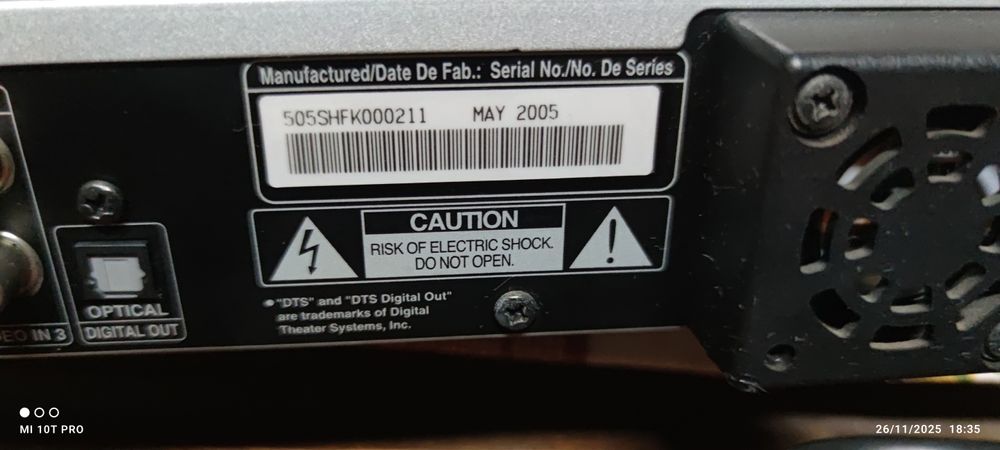 Manufactured/Date De Fab.: Serial No./No. De Series
505SHFK000211 MAY 2005
CAUTION
RISK OF ELECTRIC SHOCK.
DO NOT OPEN.
"DTS" and "DTS Digital Out"
are trademarks of Digital
Theater Systems, Inc.
OPTICAL
DIGITAL OUT
IN 3
MI 10T PRO
26/11/2025 18:35